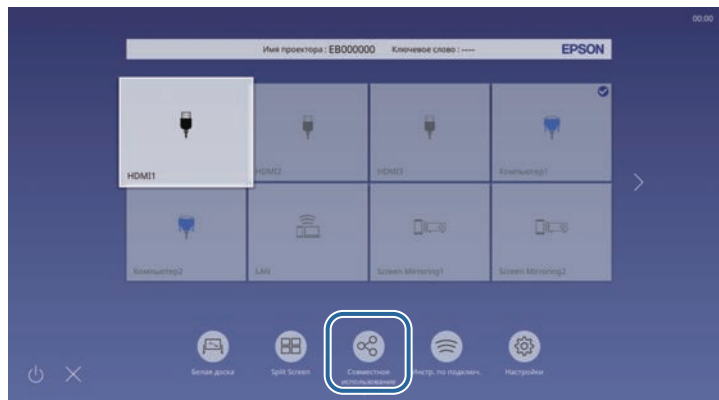 00:00
Имя проектора : EB000000 Ключевое слово : ---- EPSON
HDMI1 HDMI2 HDMI3 Компьютер1
Компьютер2 LAN Screen Mirroring1 Screen Mirroring2
Белая доска Split Screen Совместное использование Инстр. по подключ. Настройки